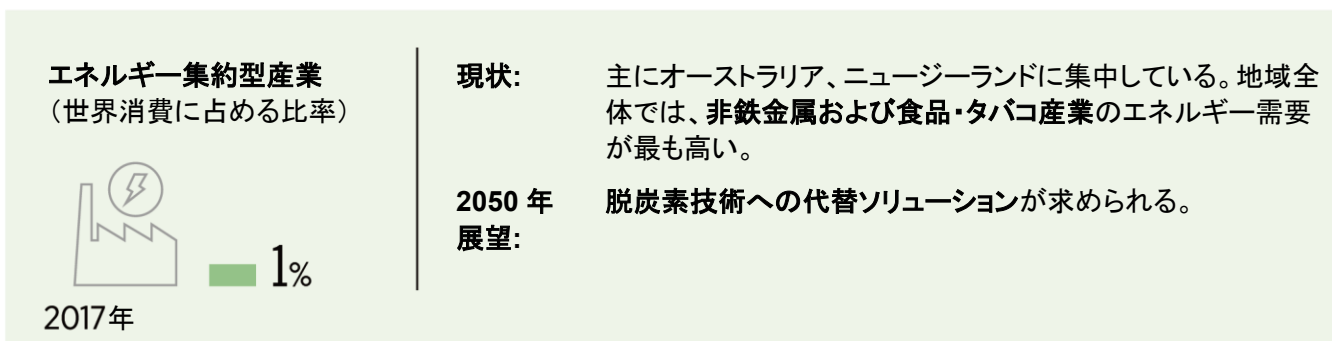 エネルギー集約型産業
（世界消費に占める比率）
1%
2017年
現状:
主にオーストラリア、ニュージーランドに集中している。地域全
体では、非鉄金属および食品・タバコ産業のエネルギー需要
が最も高い。
2050 年
展望:
脱炭素技術への代替ソリューションが求められる。